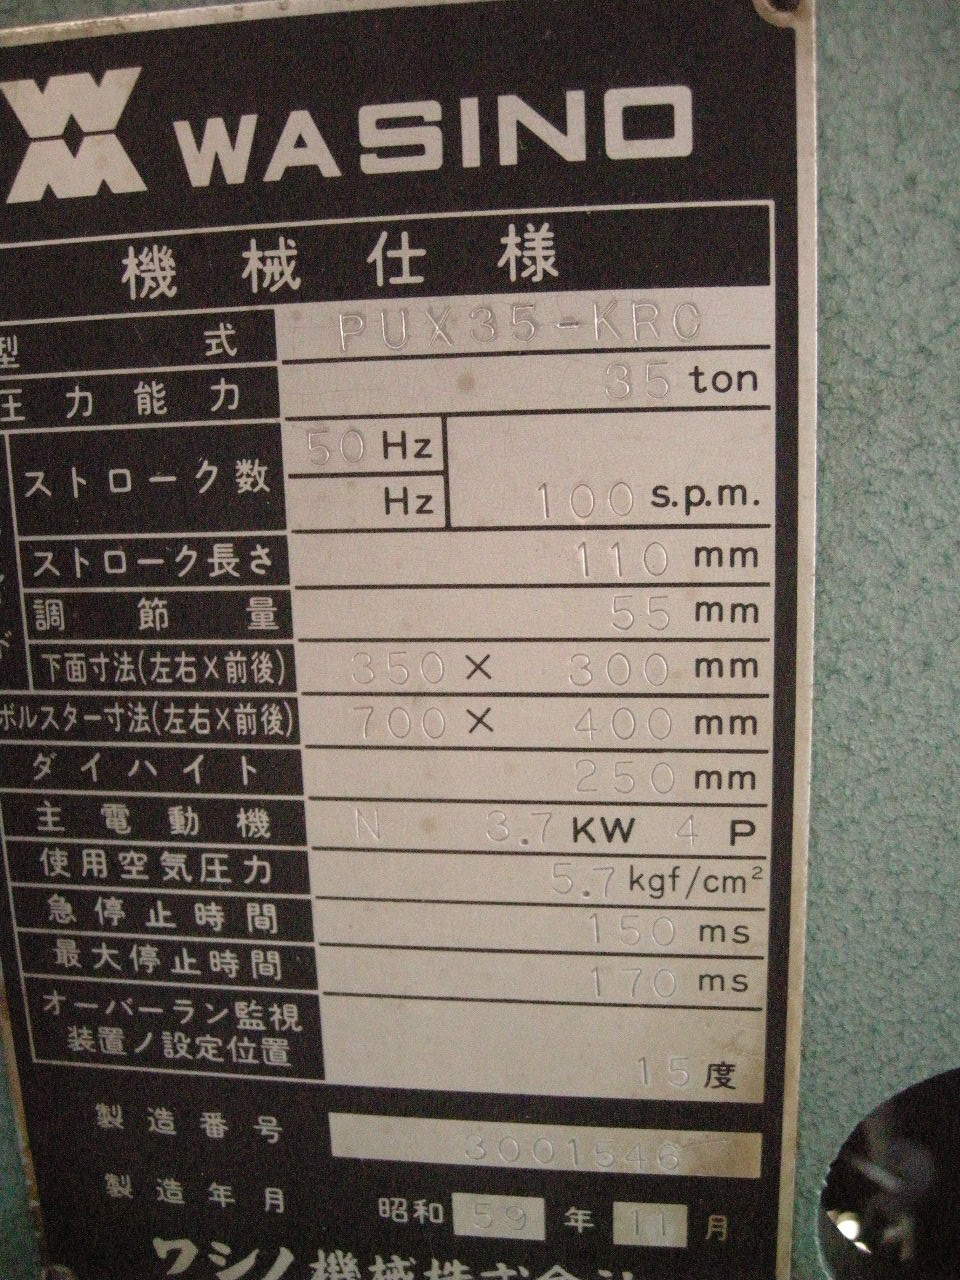 WASINO
機械仕様
型式 PUX35-KRC
圧力能力 35 ton
ストローク数 50 Hz
Hz 100 s.p.m.
ストローク長さ 110 mm
調節量 55 mm
下面寸法(左右×前後) 350 × 300 mm
ボルスター寸法(左右×前後) 700 × 400 mm
ダイハイト 250 mm
主電動機 N 3.7 KW 4 P
使用空気圧力 5.7 kgf/cm²
急停止時間 150 ms
最大停止時間 170 ms
オーバーラン監視
装置ノ設定位置 15度
製造番号 3001546
製造年月 昭和 59 年 11 月
ワシノ機械株式会社